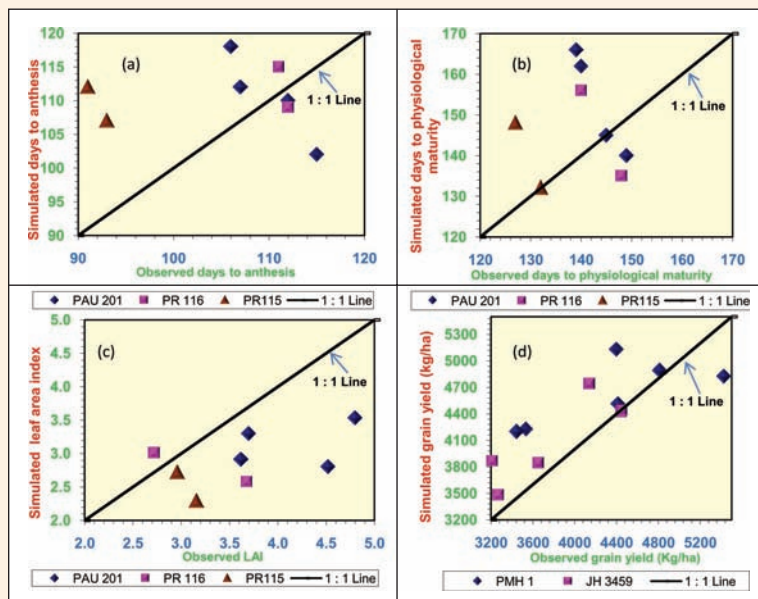 (a)
1 : 1 Line
Simulated days to anthesis
120
115
110
105
100
95
90
90 100 110 120
Observed days to anthesis
(b)
1 : 1 Line
Simulated days to physiological
maturity
170
160
150
140
130
120
120 130 140 150 160 170
Observed days to physiological maturity
PAU 201 PR 116 PR115 1 : 1 Line
PAU 201 PR 116 PR115 1 : 1 Line
(c)
1 : 1 Line
Simulated leaf area index
5.0
4.5
4.0
3.5
3.0
2.5
2.0
2.0 2.5 3.0 3.5 4.0 4.5 5.0
Observed LAI
PAU 201 PR 116 PR115 1 : 1 Line
(d)
1 : 1 Line
Simulated grain yield (kg/ha)
5300
5000
4700
4400
4100
3800
3500
3200
3200 3600 4000 4400 4800 5200
Observed grain yield (Kg/ha)
PMH 1 JH 3459 1 : 1 Line